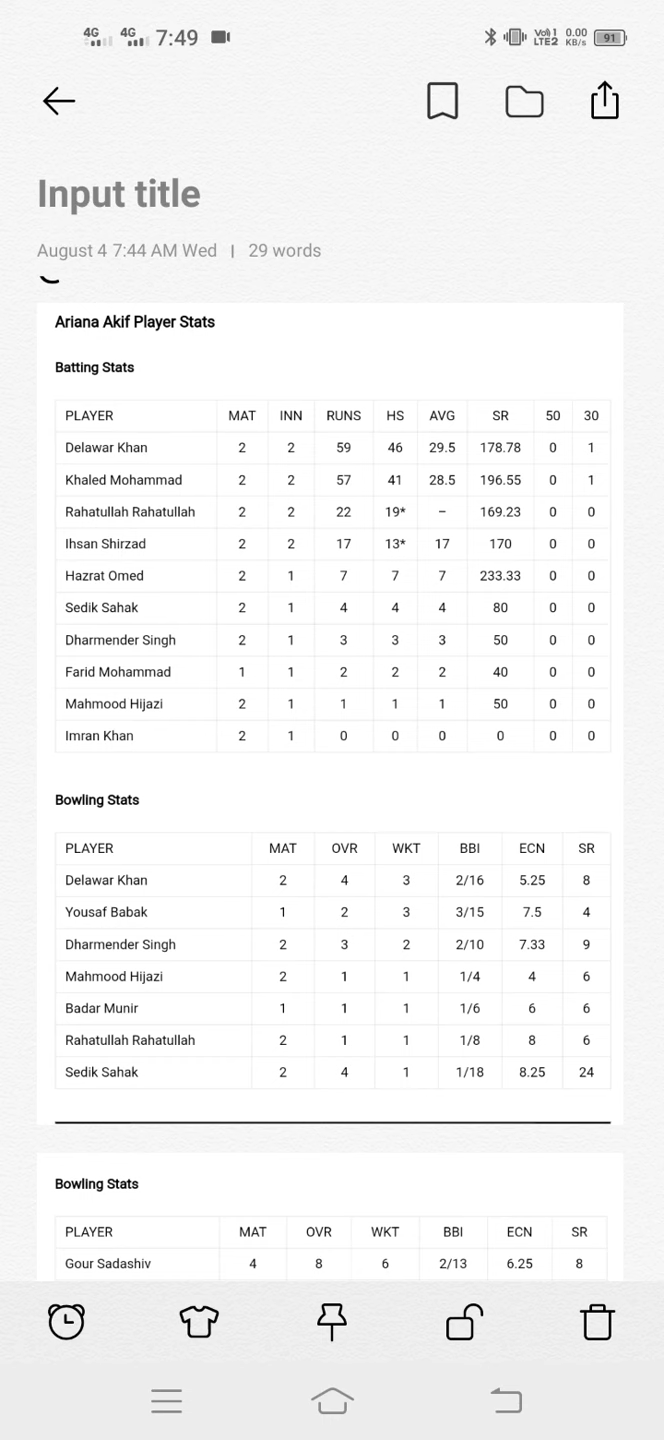 4G 4G 7:49 Vo)) 1 LTE2 0.00 KB/s 91
Input title
August 4 7:44 AM Wed | 29 words
Ariana Akif Player Stats
Batting Stats
PLAYER MAT INN RUNS HS AVG SR 50 30
Delawar Khan 2 2 59 46 29.5 178.78 0 1
Khaled Mohammad 2 2 57 41 28.5 196.55 0 1
Rahatullah Rahatullah 2 2 22 19* – 169.23 0 0
Ihsan Shirzad 2 2 17 13* 17 170 0 0
Hazrat Omed 2 1 7 7 7 233.33 0 0
Sedik Sahak 2 1 4 4 4 80 0 0
Dharmender Singh 2 1 3 3 3 50 0 0
Farid Mohammad 1 1 2 2 2 40 0 0
Mahmood Hijazi 2 1 1 1 1 50 0 0
Imran Khan 2 1 0 0 0 0 0 0
Bowling Stats
PLAYER MAT OVR WKT BBI ECN SR
Delawar Khan 2 4 3 2/16 5.25 8
Yousaf Babak 1 2 3 3/15 7.5 4
Dharmender Singh 2 3 2 2/10 7.33 9
Mahmood Hijazi 2 1 1 1/4 4 6
Badar Munir 1 1 1 1/6 6 6
Rahatullah Rahatullah 2 1 1 1/8 8 6
Sedik Sahak 2 4 1 1/18 8.25 24
Bowling Stats
PLAYER MAT OVR WKT BBI ECN SR
Gour Sadashiv 4 8 6 2/13 6.25 8